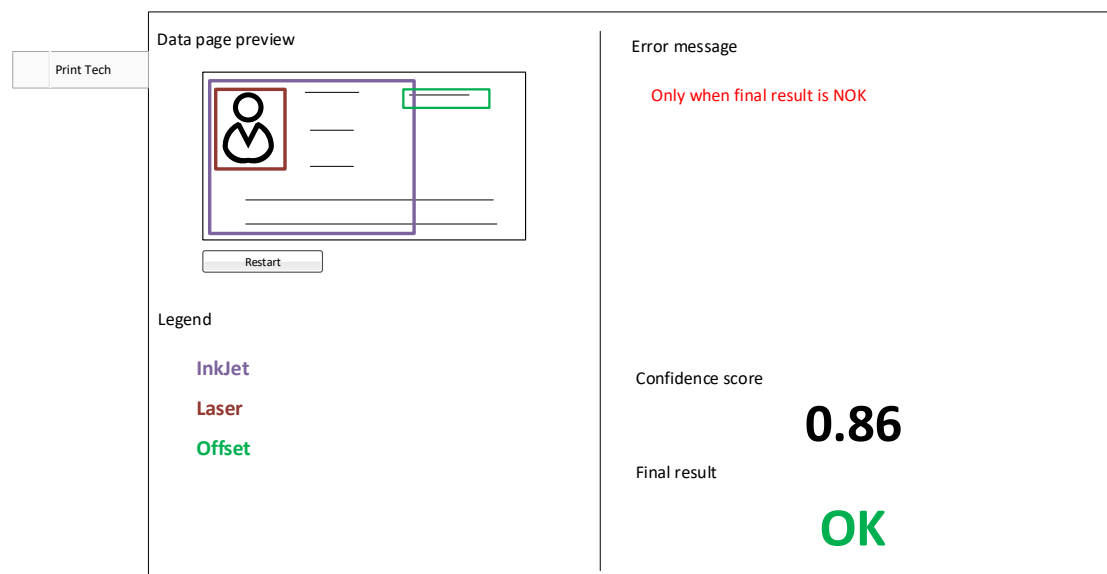 Print Tech
Data page preview
Restart
Legend
InkJet
Laser
Offset
Error message
Only when final result is NOK
Confidence score
0.86
Final result
OK